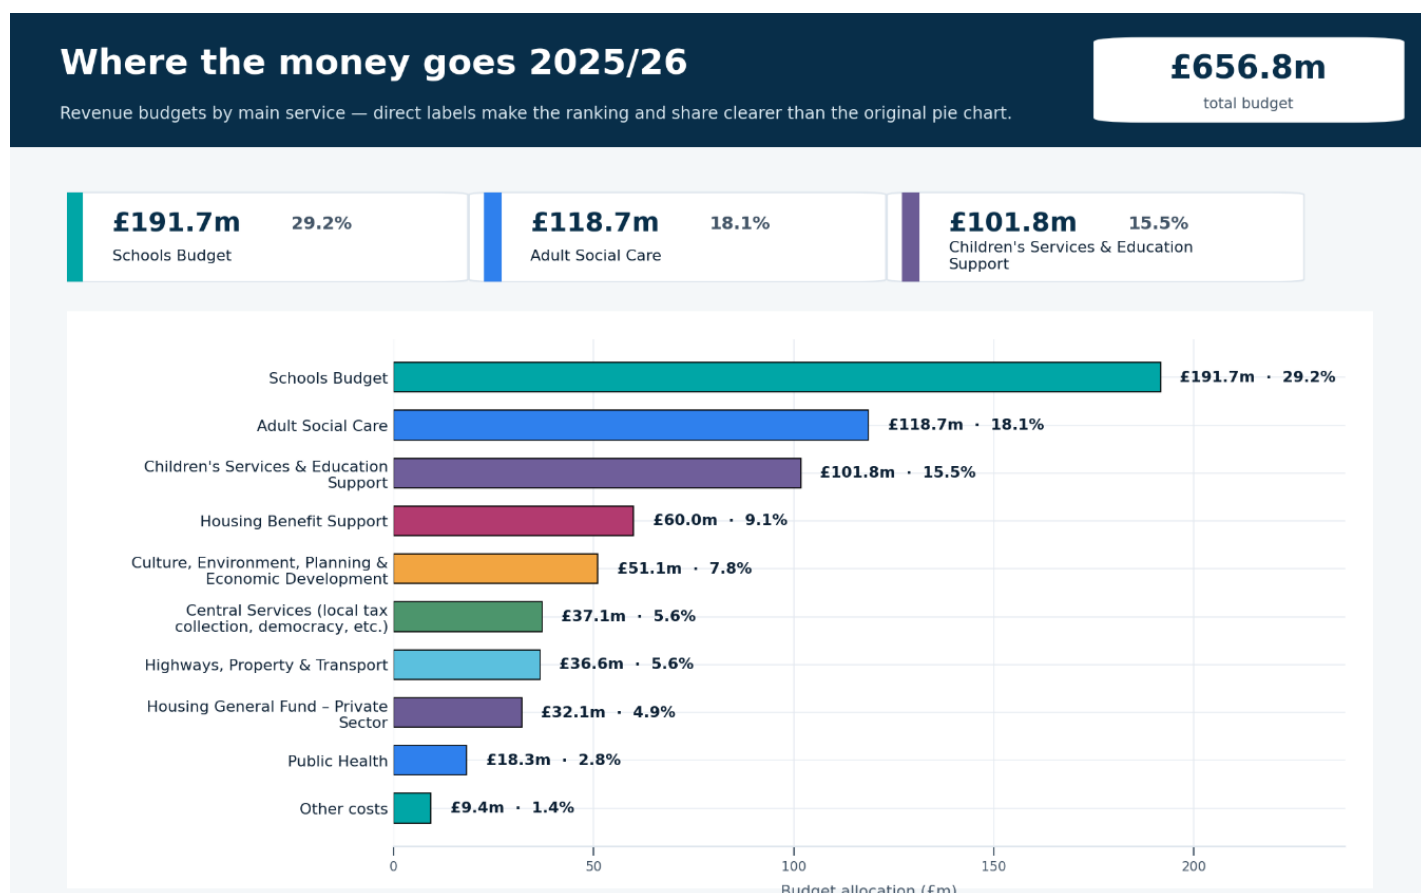 Where the money goes 2025/26
Revenue budgets by main service — direct labels make the ranking and share clearer than the original pie chart.
£656.8m
total budget
£191.7m 29.2%
Schools Budget
£118.7m 18.1%
Adult Social Care
£101.8m 15.5%
Children's Services & Education
Support
Schools Budget £191.7m · 29.2%
Adult Social Care £118.7m · 18.1%
Children's Services & Education
Support £101.8m · 15.5%
Housing Benefit Support £60.0m · 9.1%
Culture, Environment, Planning &
Economic Development £51.1m · 7.8%
Central Services (local tax
collection, democracy, etc.) £37.1m · 5.6%
Highways, Property & Transport £36.6m · 5.6%
Housing General Fund – Private
Sector £32.1m · 4.9%
Public Health £18.3m · 2.8%
Other costs £9.4m · 1.4%
0 50 100 150 200
Budget allocation (£m)